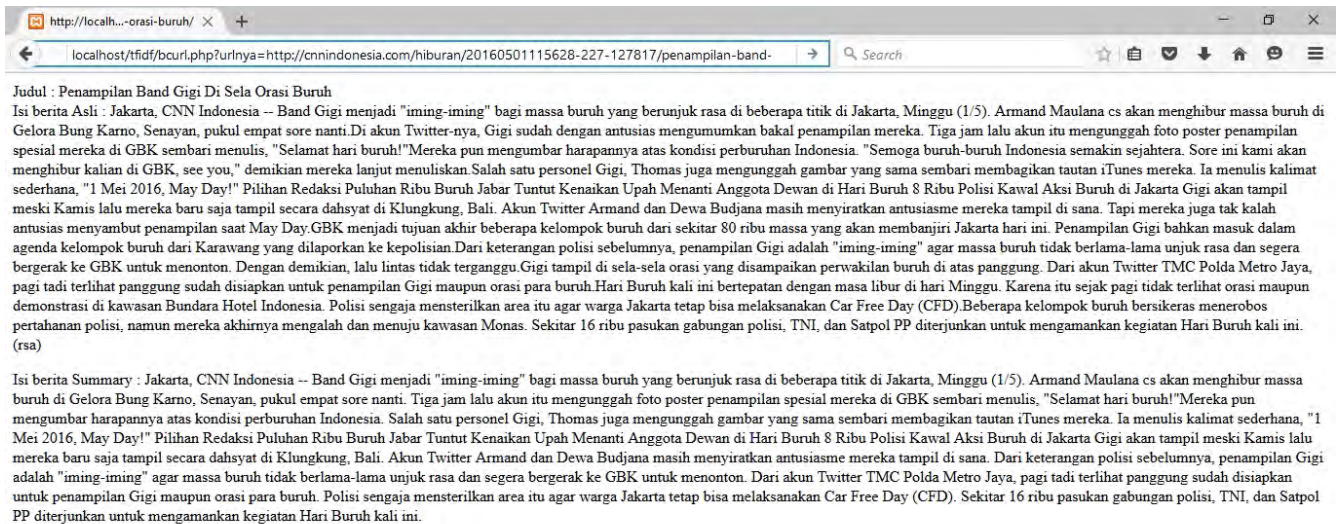 http://localh...-orasi-buruh/
localhost/tfidf/bcurl.php?urlnya=http://cnnindonesia.com/hiburan/20160501115628-227-127817/penampilan-band-
Search
Judul : Penampilan Band Gigi Di Sela Orasi Buruh
Isi berita Asli : Jakarta, CNN Indonesia -- Band Gigi menjadi "iming-iming" bagi massa buruh yang berunjuk rasa di beberapa titik di Jakarta, Minggu (1/5). Armand Maulana cs akan menghibur massa buruh di
Gelora Bung Karno, Senayan, pukul empat sore nanti.Di akun Twitter-nya, Gigi sudah dengan antusias mengumumkan bakal penampilan mereka. Tiga jam lalu akun itu mengunggah foto poster penampilan
spesial mereka di GBK sembari menulis, "Selamat hari buruh!"Mereka pun mengumbar harapannya atas kondisi perburuhan Indonesia. "Semoga buruh-buruh Indonesia semakin sejahtera. Sore ini kami akan
menghibur kalian di GBK, see you," demikian mereka lanjut menuliskan.Salah satu personel Gigi, Thomas juga mengunggah gambar yang sama sembari membagikan tautan iTunes mereka. Ia menulis kalimat
sederhana, "1 Mei 2016, May Day!" Pilihan Redaksi Puluhan Ribu Buruh Jabar Tuntut Kenaikan Upah Menanti Anggota Dewan di Hari Buruh 8 Ribu Polisi Kawal Aksi Buruh di Jakarta Gigi akan tampil
meski Kamis lalu mereka baru saja tampil secara dahsyat di Klungkung, Bali. Akun Twitter Armand dan Dewa Budjana masih menyiratkan antusiasme mereka tampil di sana. Tapi mereka juga tak kalah
antusias menyambut penampilan saat May Day.GBK menjadi tujuan akhir beberapa kelompok buruh dari sekitar 80 ribu massa yang akan membanjiri Jakarta hari ini. Penampilan Gigi bahkan masuk dalam
agenda kelompok buruh dari Karawang yang dilaporkan ke kepolisian.Dari keterangan polisi sebelumnya, penampilan Gigi adalah "iming-iming" agar massa buruh tidak berlama-lama unjuk rasa dan segera
bergerak ke GBK untuk menonton. Dengan demikian, lalu lintas tidak terganggu.Gigi tampil di sela-sela orasi yang disampaikan perwakilan buruh di atas panggung. Dari akun Twitter TMC Polda Metro Jaya,
pagi tadi terlihat panggung sudah disiapkan untuk penampilan Gigi maupun orasi para buruh.Hari Buruh kali ini bertepatan dengan masa libur di hari Minggu. Karena itu sejak pagi tidak terlihat orasi maupun
demonstrasi di kawasan Bundara Hotel Indonesia. Polisi sengaja mensterilkan area itu agar warga Jakarta tetap bisa melaksanakan Car Free Day (CFD).Beberapa kelompok buruh bersikeras menerobos
pertahanan polisi, namun mereka akhirnya mengalah dan menuju kawasan Monas. Sekitar 16 ribu pasukan gabungan polisi, TNI, dan Satpol PP diterjunkan untuk mengamankan kegiatan Hari Buruh kali ini.
(rsa)
Isi berita Summary : Jakarta, CNN Indonesia -- Band Gigi menjadi "iming-iming" bagi massa buruh yang berunjuk rasa di beberapa titik di Jakarta, Minggu (1/5). Armand Maulana cs akan menghibur massa
buruh di Gelora Bung Karno, Senayan, pukul empat sore nanti. Tiga jam lalu akun itu mengunggah foto poster penampilan spesial mereka di GBK sembari menulis, "Selamat hari buruh!"Mereka pun
mengumbar harapannya atas kondisi perburuhan Indonesia. Salah satu personel Gigi, Thomas juga mengunggah gambar yang sama sembari membagikan tautan iTunes mereka. Ia menulis kalimat sederhana, "1
Mei 2016, May Day!" Pilihan Redaksi Puluhan Ribu Buruh Jabar Tuntut Kenaikan Upah Menanti Anggota Dewan di Hari Buruh 8 Ribu Polisi Kawal Aksi Buruh di Jakarta Gigi akan tampil meski Kamis lalu
mereka baru saja tampil secara dahsyat di Klungkung, Bali. Akun Twitter Armand dan Dewa Budjana masih menyiratkan antusiasme mereka tampil di sana. Dari keterangan polisi sebelumnya, penampilan Gigi
adalah "iming-iming" agar massa buruh tidak berlama-lama unjuk rasa dan segera bergerak ke GBK untuk menonton. Dari akun Twitter TMC Polda Metro Jaya, pagi tadi terlihat panggung sudah disiapkan
untuk penampilan Gigi maupun orasi para buruh. Polisi sengaja mensterilkan area itu agar warga Jakarta tetap bisa melaksanakan Car Free Day (CFD). Sekitar 16 ribu pasukan gabungan polisi, TNI, dan Satpol
PP diterjunkan untuk mengamankan kegiatan Hari Buruh kali ini.